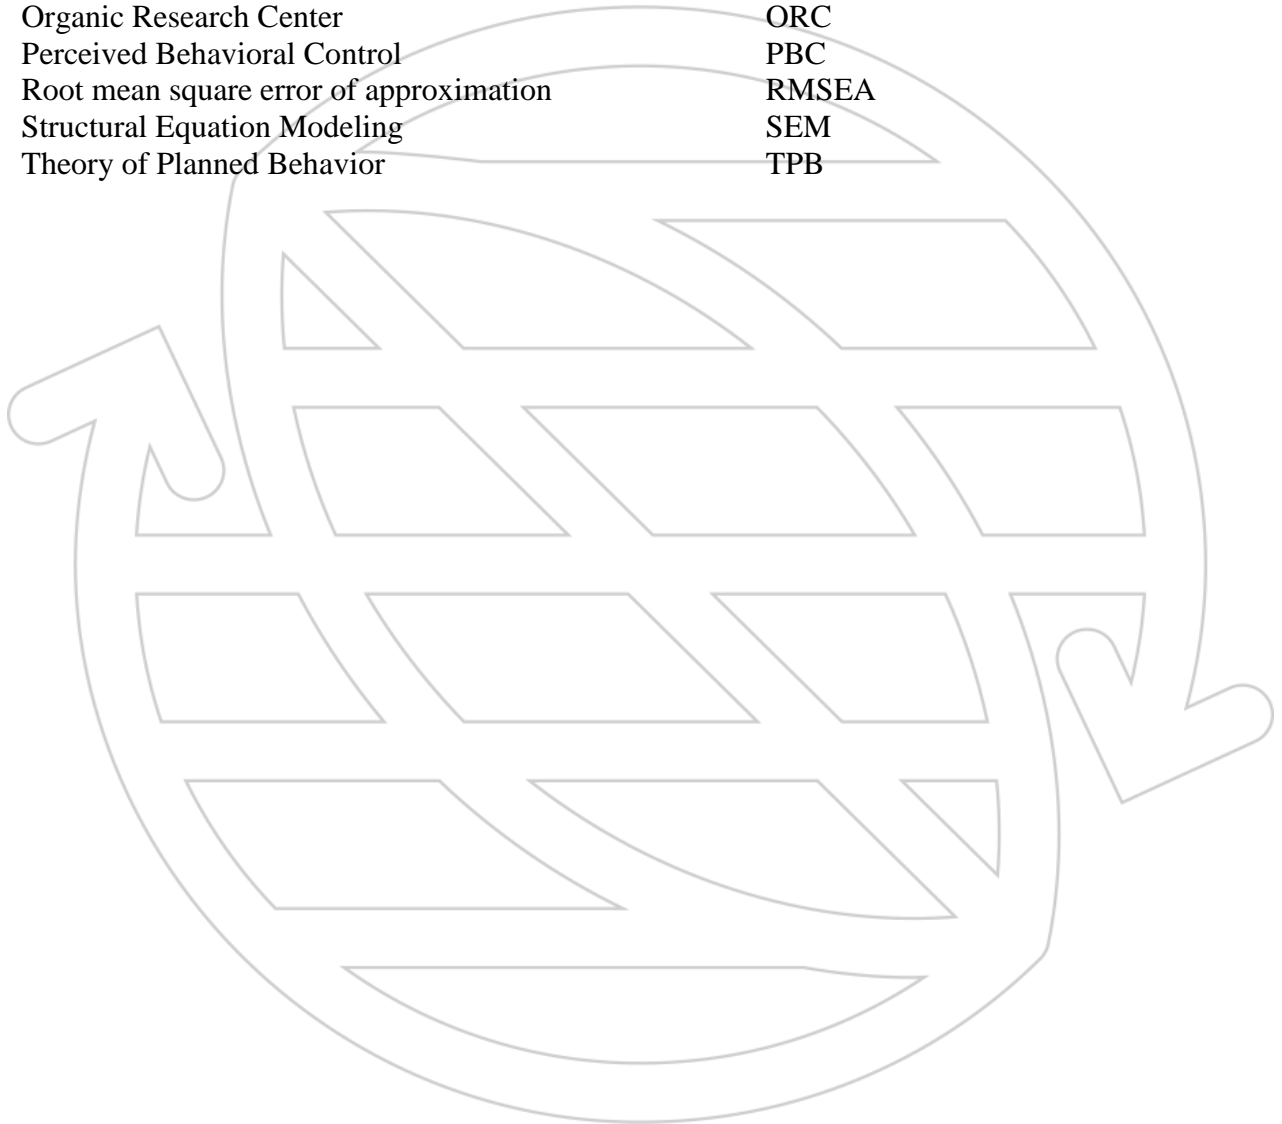 Organic Research Center ORC
Perceived Behavioral Control PBC
Root mean square error of approximation RMSEA
Structural Equation Modeling SEM
Theory of Planned Behavior TPB